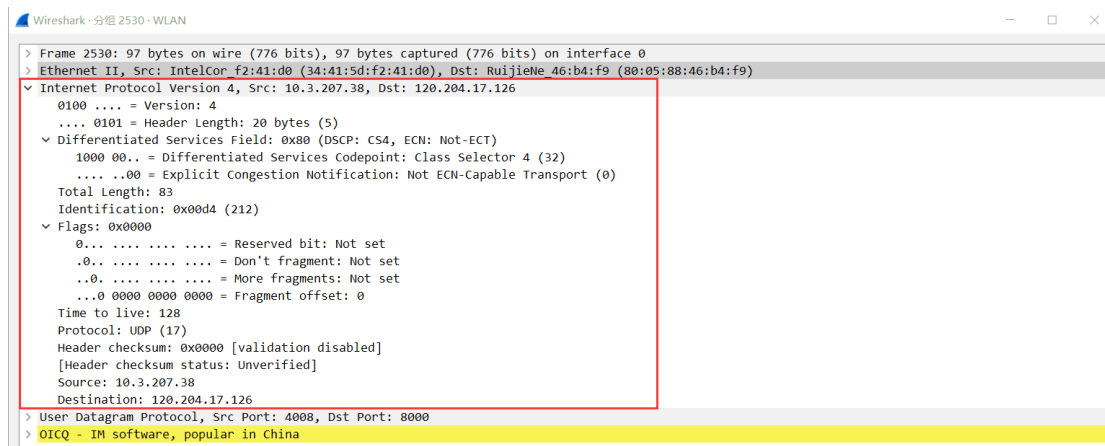 Wireshark · 分组 2530 · WLAN
> Frame 2530: 97 bytes on wire (776 bits), 97 bytes captured (776 bits) on interface 0
> Ethernet II, Src: IntelCor_f2:41:d0 (34:41:5d:f2:41:d0), Dst: RuijieNe_46:b4:f9 (80:05:88:46:b4:f9)
Internet Protocol Version 4, Src: 10.3.207.38, Dst: 120.204.17.126
0100 .... = Version: 4
.... 0101 = Header Length: 20 bytes (5)
Differentiated Services Field: 0x80 (DSCP: CS4, ECN: Not-ECT)
1000 00.. = Differentiated Services Codepoint: Class Selector 4 (32)
.... ..00 = Explicit Congestion Notification: Not ECN-Capable Transport (0)
Total Length: 83
Identification: 0x00d4 (212)
Flags: 0x0000
0... .... .... .... = Reserved bit: Not set
.0.. .... .... .... = Don't fragment: Not set
..0. .... .... .... = More fragments: Not set
...0 0000 0000 0000 = Fragment offset: 0
Time to live: 128
Protocol: UDP (17)
Header checksum: 0x0000 [validation disabled]
[Header checksum status: Unverified]
Source: 10.3.207.38
Destination: 120.204.17.126
> User Datagram Protocol, Src Port: 4008, Dst Port: 8000
> OICQ - IM software, popular in China